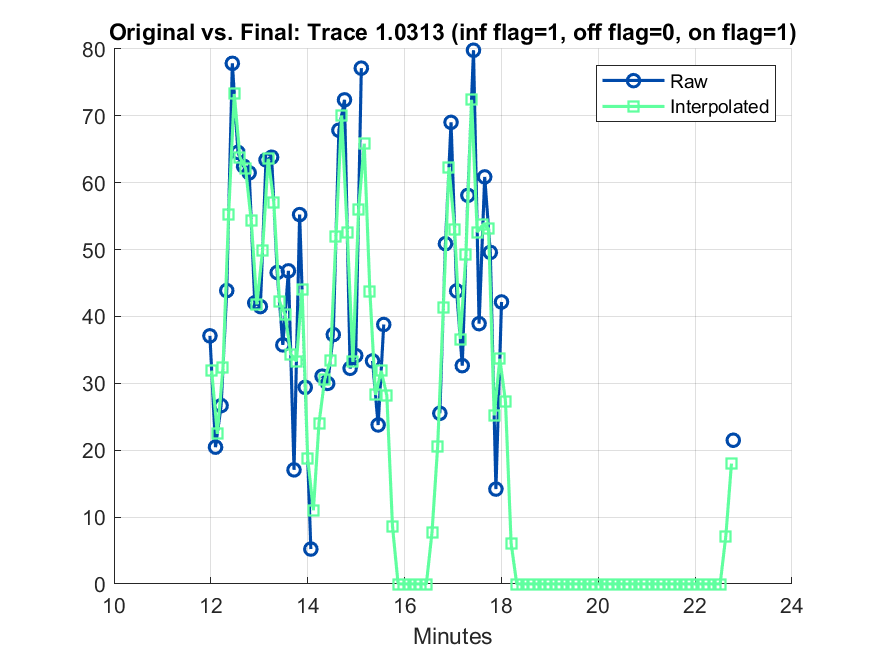 Original vs. Final: Trace 1.0313 (inf flag=1, off flag=0, on flag=1)
80
70
60
50
40
30
20
10
0
Raw
Interpolated
10 12 14 16 18 20 22 24
Minutes